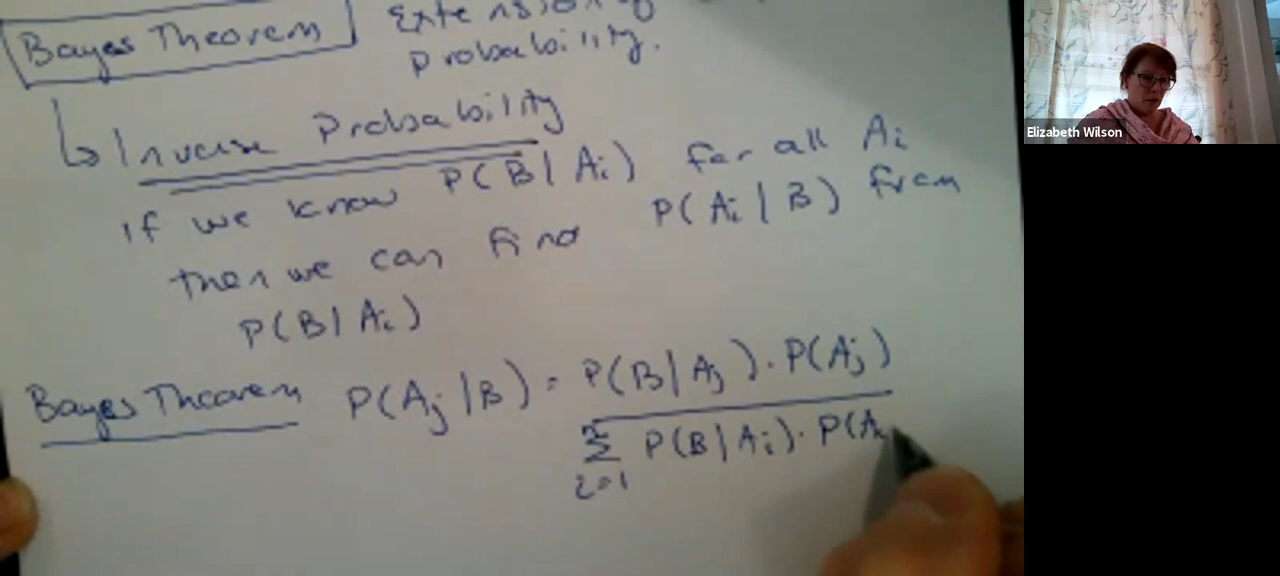 Bayes Theorem
Extension of
probability.
Inverse Probability
if we know P(B | Ai) for all Ai
then we can find P(Ai | B) from
P(B | Ai)
Bayes Theorem P(Aj | B) = P(B | Aj) · P(Aj)
n
Σ P(B | Ai) · P(Ai
i=1
Elizabeth Wilson